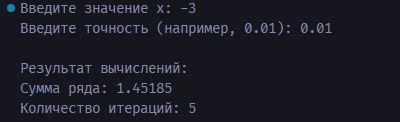 Введите значение x: -3
Введите точность (например, 0.01): 0.01
Результат вычислений:
Сумма ряда: 1.45185
Количество итераций: 5